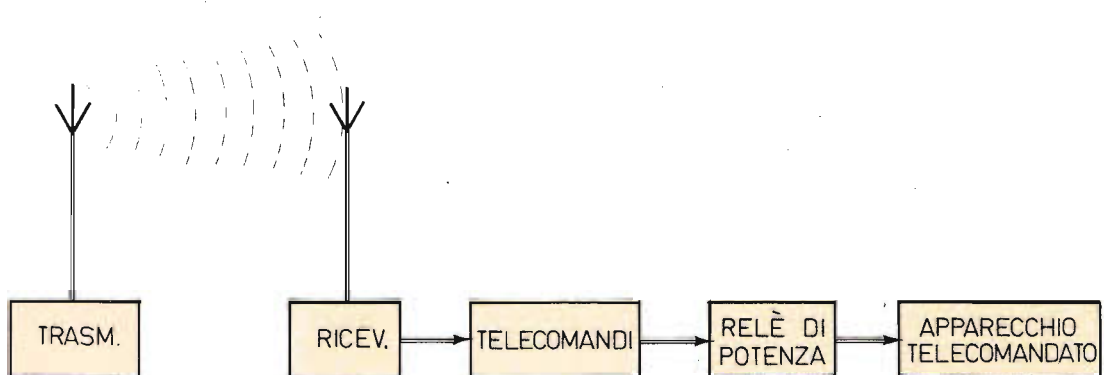 TRASM.
RICEV.
TELECOMANDI
RELÈ DI
POTENZA
APPARECCHIO
TELECOMANDATO